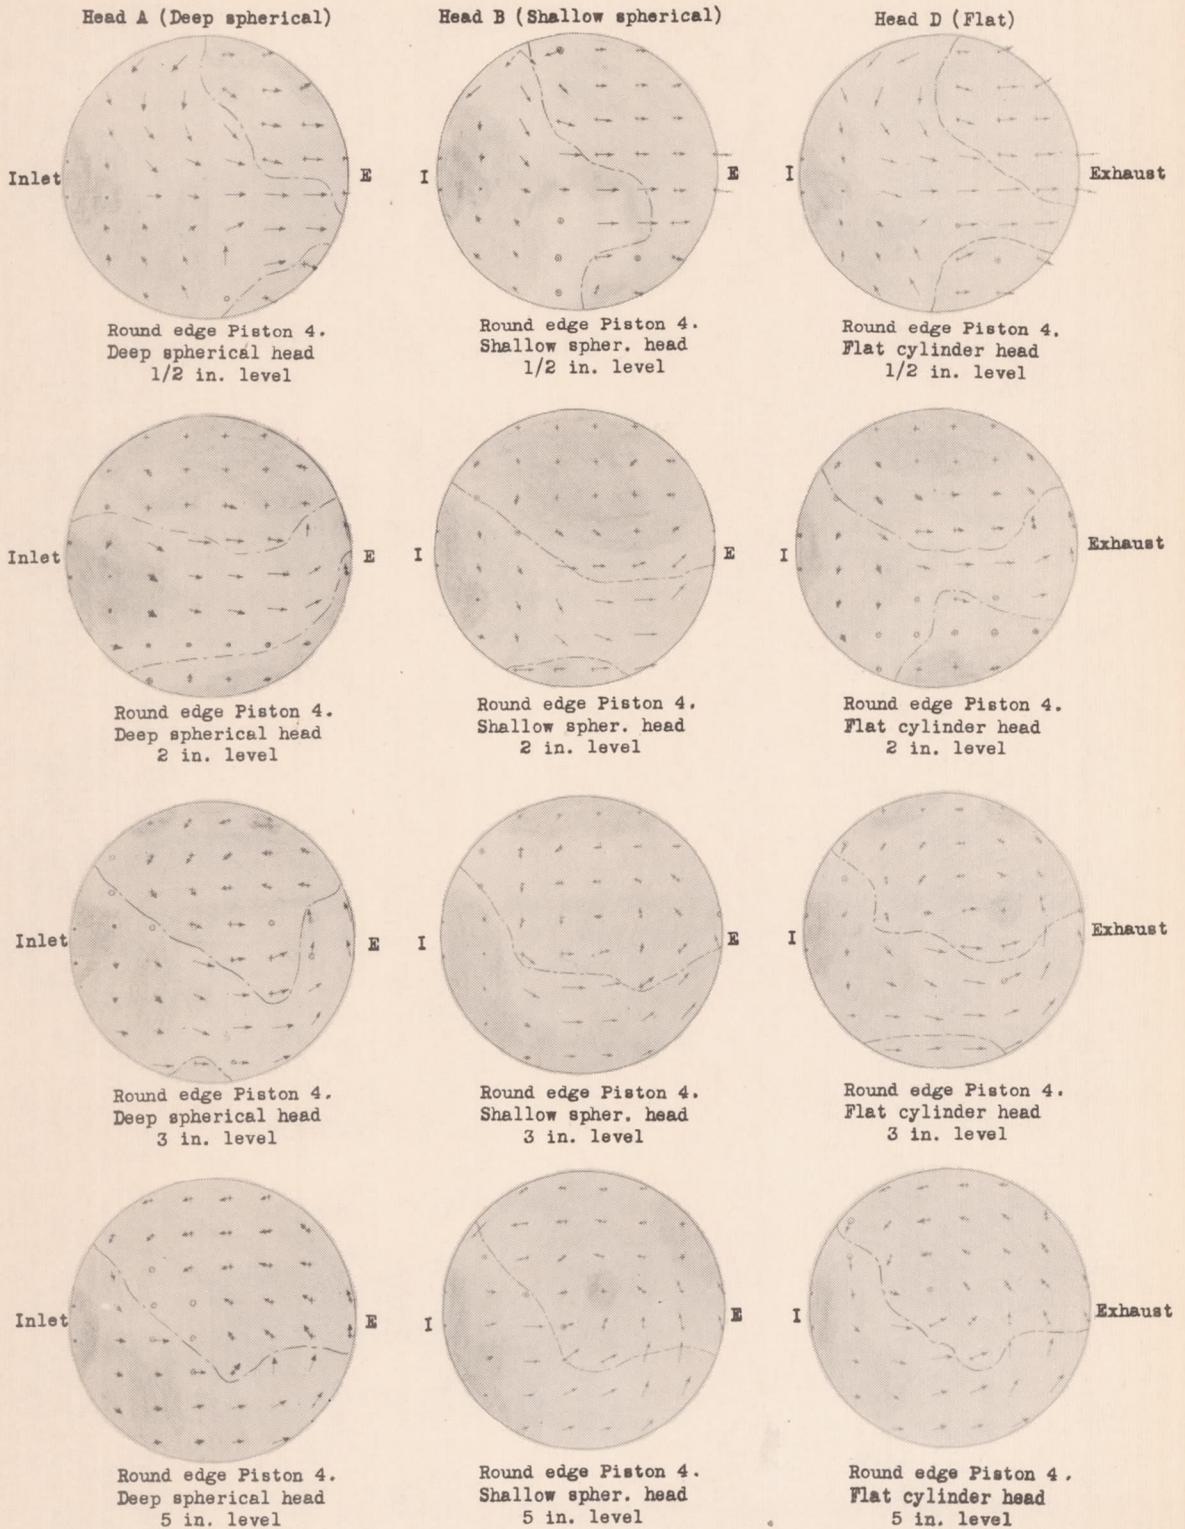 Head A (Deep spherical)
Head B (Shallow spherical)
Head D (Flat)
Inlet
E
I
E
I
Exhaust
Round edge Piston 4.
Deep spherical head
1/2 in. level
Round edge Piston 4.
Shallow spher. head
1/2 in. level
Round edge Piston 4.
Flat cylinder head
1/2 in. level
Inlet
E
I
E
I
Exhaust
Round edge Piston 4.
Deep spherical head
2 in. level
Round edge Piston 4.
Shallow spher. head
2 in. level
Round edge Piston 4.
Flat cylinder head
2 in. level
Inlet
E
I
E
I
Exhaust
Round edge Piston 4.
Deep spherical head
3 in. level
Round edge Piston 4.
Shallow spher. head
3 in. level
Round edge Piston 4.
Flat cylinder head
3 in. level
Inlet
E
I
E
I
Exhaust
Round edge Piston 4.
Deep spherical head
5 in. level
Round edge Piston 4.
Shallow spher. head
5 in. level
Round edge Piston 4.
Flat cylinder head
5 in. level